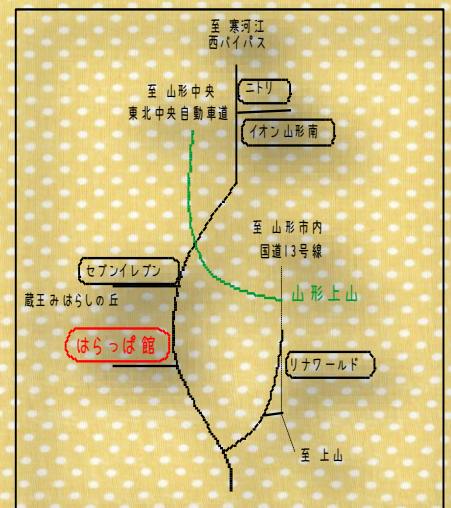 至 寒河江
西バイパス
ニトリ
至 山形中央
東北中央自動車道
イオン山形南
至 山形市内
国道13号線
セブンイレブン
山形上山
蔵王みはらしの丘
はらっぱ館
リナワールド
至 上山